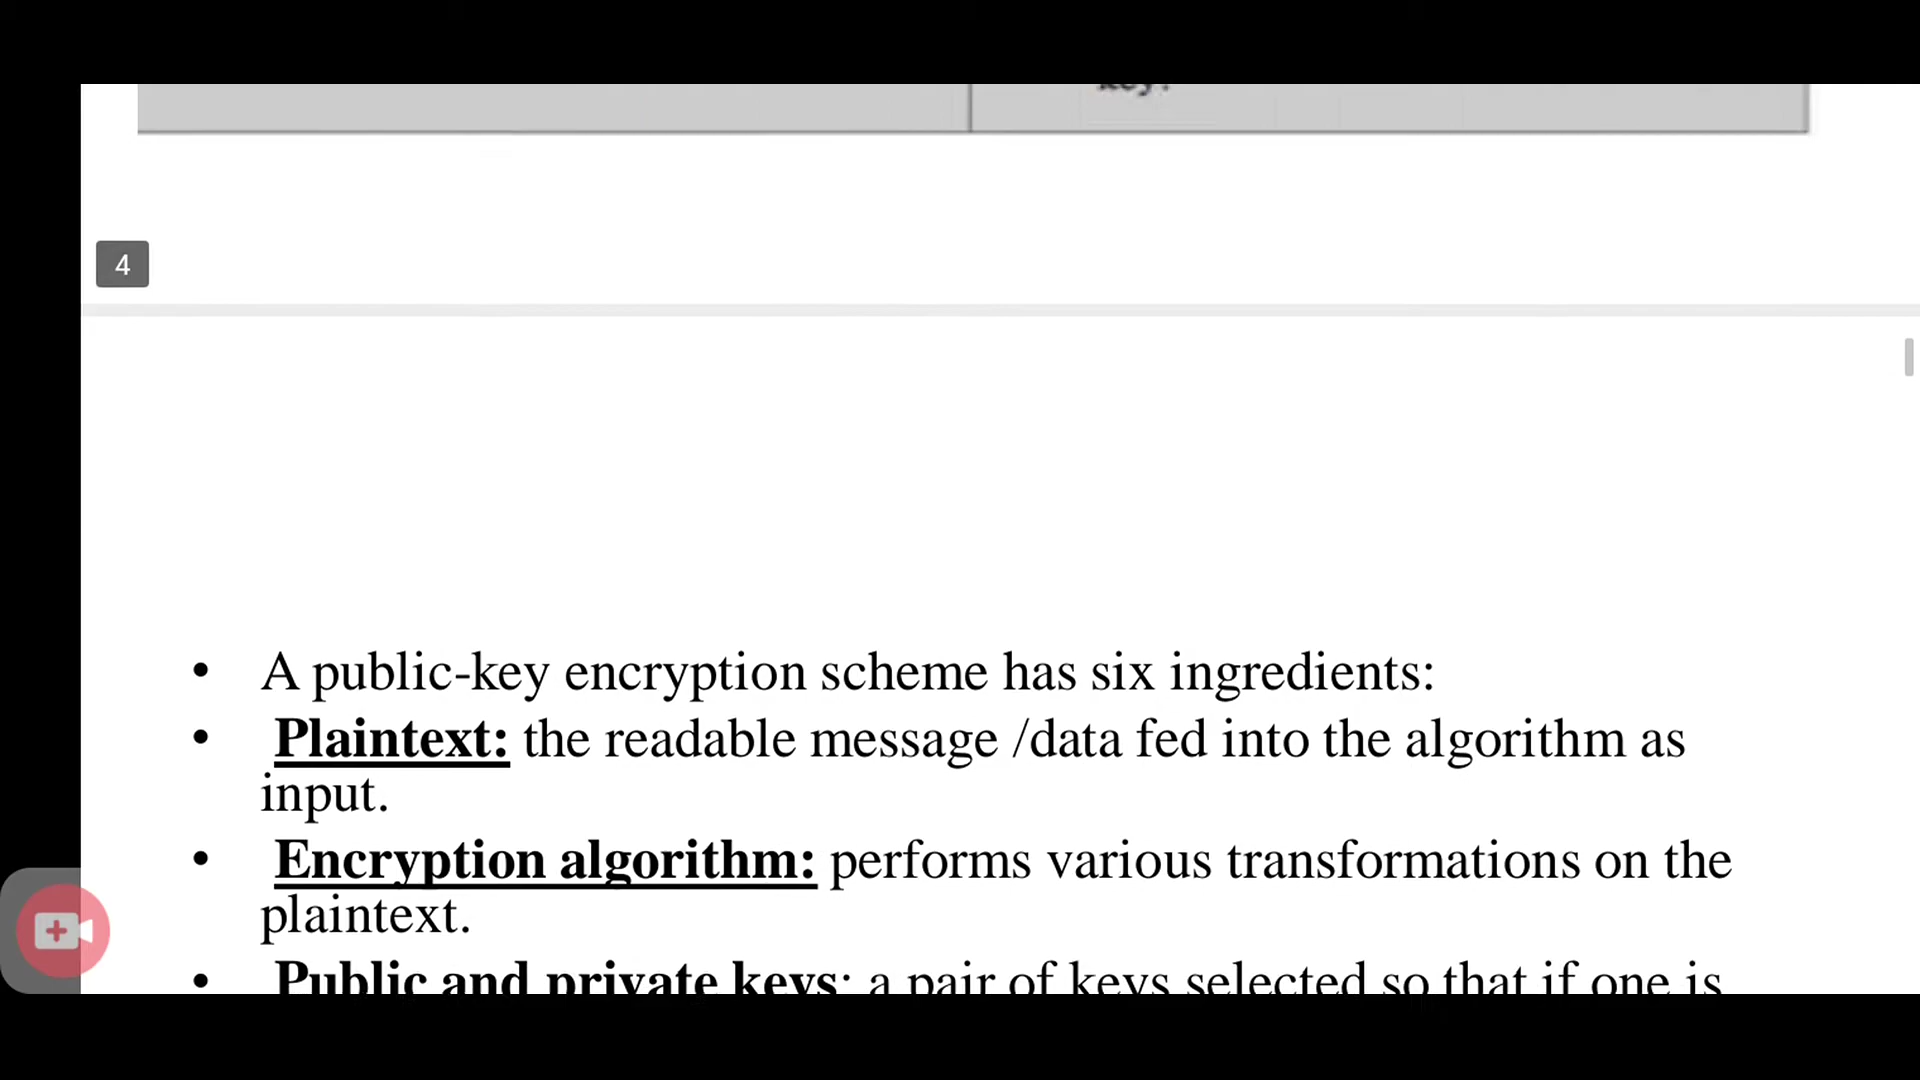 key.
4
• A public-key encryption scheme has six ingredients:
• Plaintext: the readable message /data fed into the algorithm as
input.
• Encryption algorithm: performs various transformations on the
plaintext.
• Public and private keys: a pair of keys selected so that if one is